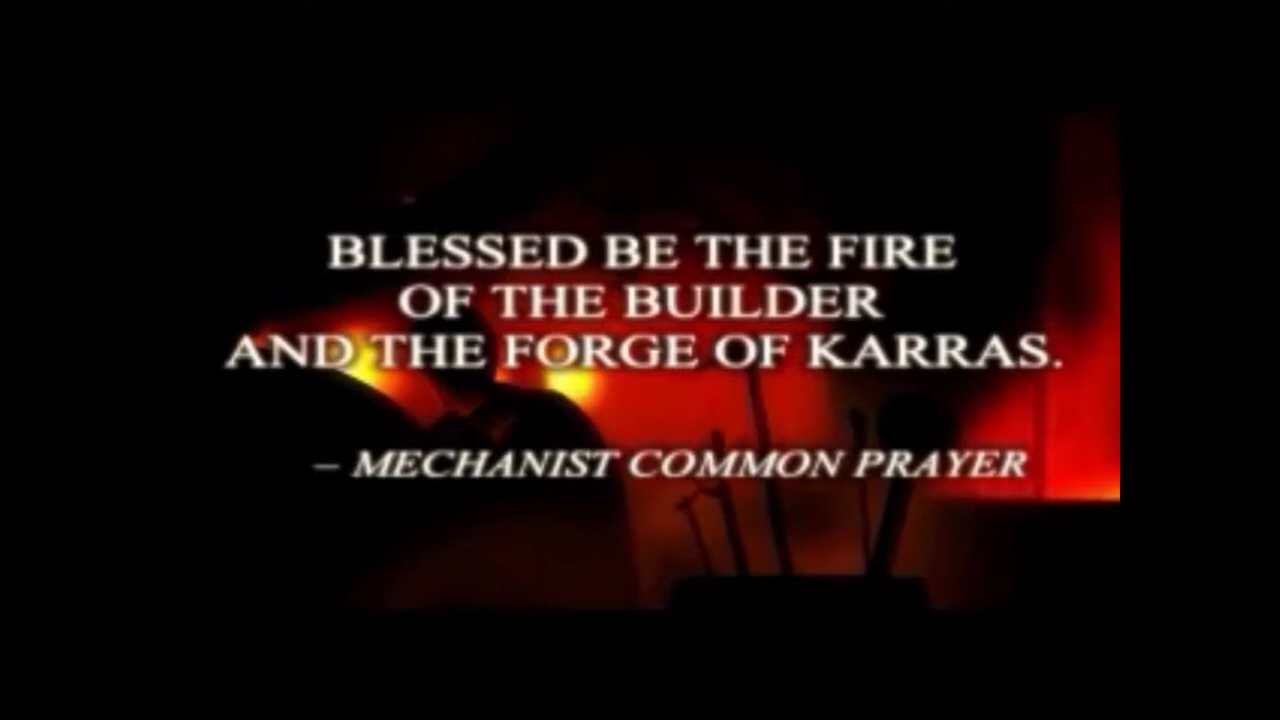 BLESSED BE THE FIRE
OF THE BUILDER
AND THE FORGE OF KARRAS.
– MECHANIST COMMON PRAYER